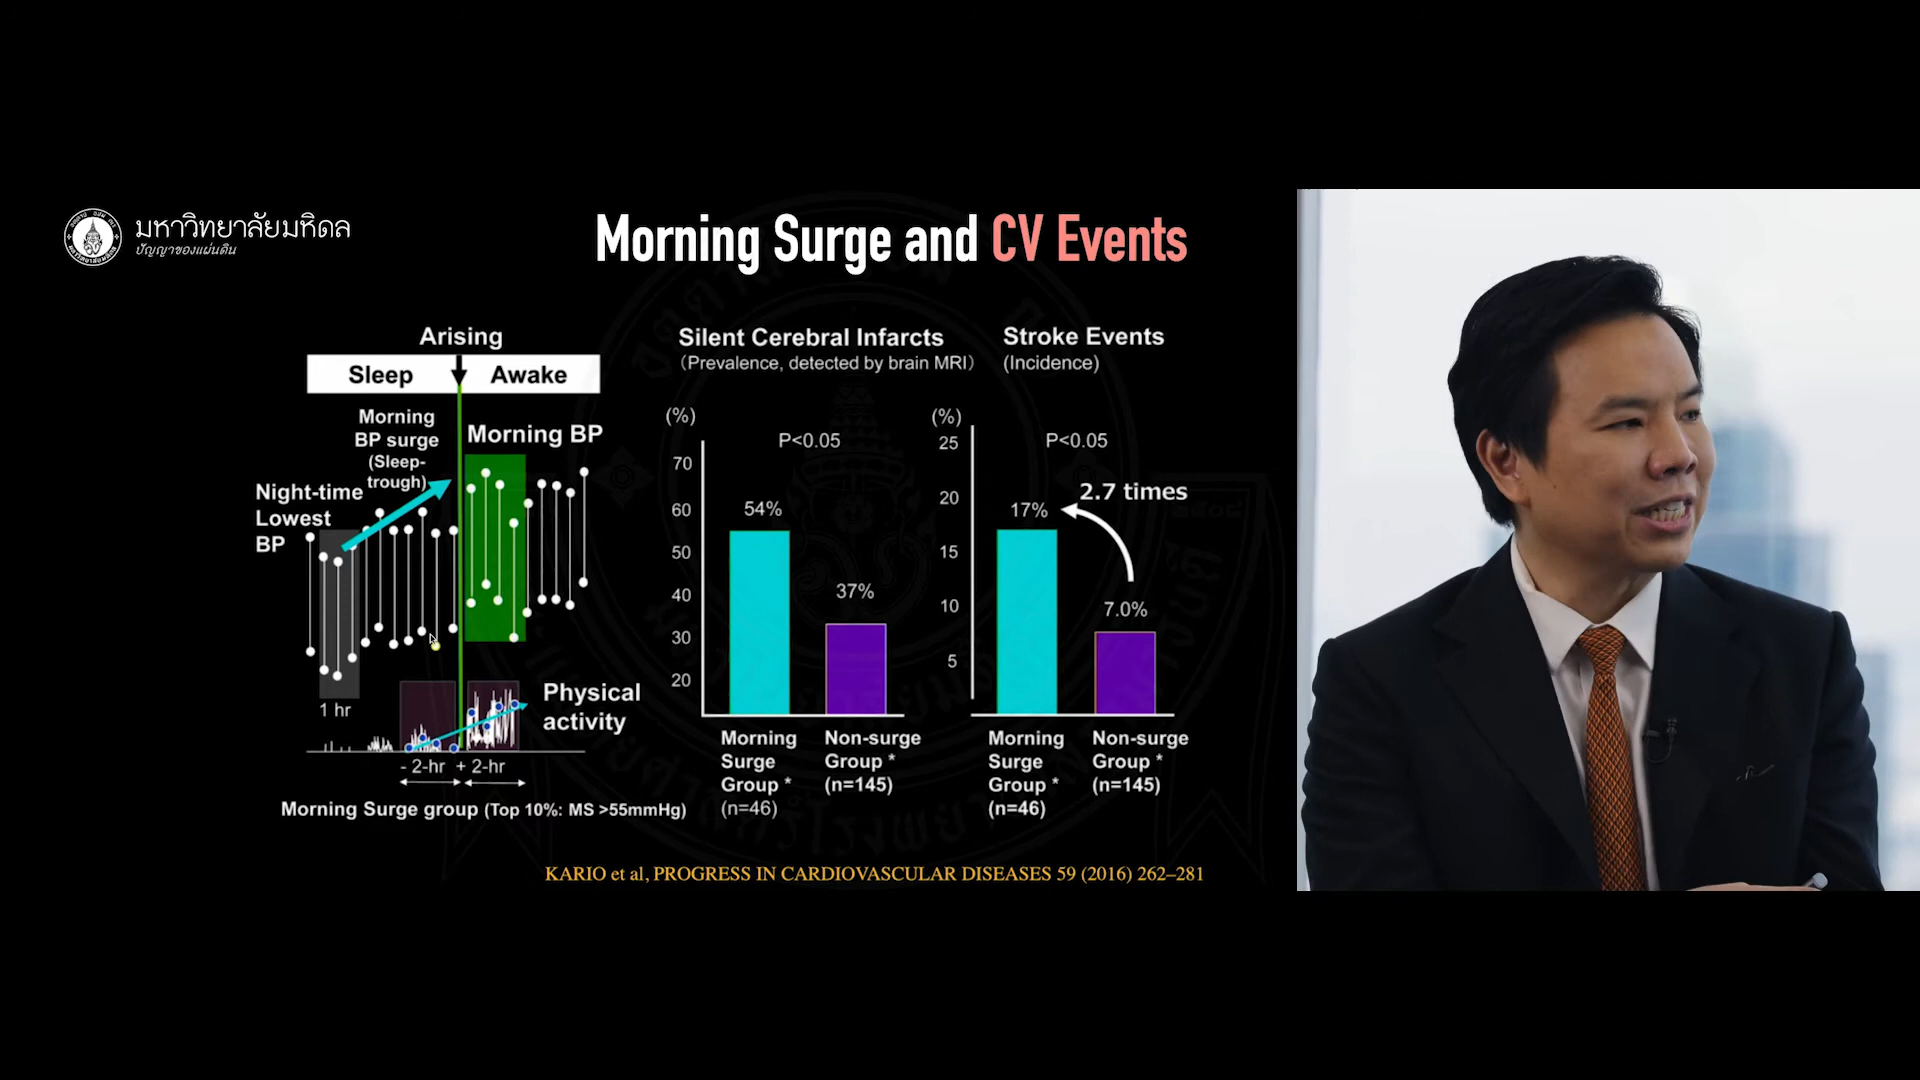 มหาวิทยาลัยมหิดล
ปัญญาของแผ่นดิน
Morning Surge and CV Events
Arising
Sleep
Awake
Morning
BP surge
(Sleep-
trough)
Morning BP
Night-time
Lowest
BP
1 hr
Physical
activity
- 2-hr
+ 2-hr
Morning Surge group (Top 10%: MS >55mmHg)
Silent Cerebral Infarcts
(Prevalence, detected by brain MRI)
(%)
70
60
50
40
30
20
P<0.05
54%
37%
Morning
Surge
Group *
(n=46)
Non-surge
Group *
(n=145)
Stroke Events
(Incidence)
(%)
25
20
15
10
5
P<0.05
2.7 times
17%
7.0%
Morning
Surge
Group *
(n=46)
Non-surge
Group *
(n=145)
KARIO et al, PROGRESS IN CARDIOVASCULAR DISEASES 59 (2016) 262–281